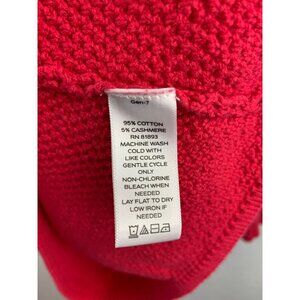 Gen-7
95% COTTON
5% CASHMERE
RN 81893
MACHINE WASH
COLD WITH
LIKE COLORS
GENTLE CYCLE
ONLY
NON-CHLORINE
BLEACH WHEN
NEEDED
LAY FLAT TO DRY
LOW IRON IF
NEEDED